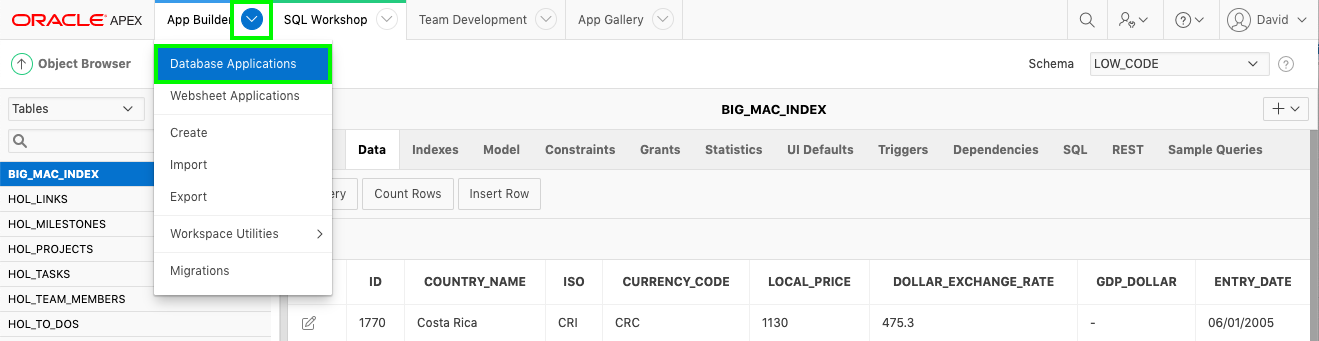 ORACLE APEX App Builder SQL Workshop Team Development App Gallery David
Object Browser Schema LOW_CODE
Database Applications
Websheet Applications
Create
Import
Export
Workspace Utilities
Migrations
Tables
BIG_MAC_INDEX
HOL_LINKS
HOL_MILESTONES
HOL_PROJECTS
HOL_TASKS
HOL_TEAM_MEMBERS
HOL_TO_DOS
BIG_MAC_INDEX
Data Indexes Model Constraints Grants Statistics UI Defaults Triggers Dependencies SQL REST Sample Queries
Count Rows Insert Row
ID COUNTRY_NAME ISO CURRENCY_CODE LOCAL_PRICE DOLLAR_EXCHANGE_RATE GDP_DOLLAR ENTRY_DATE
1770 Costa Rica CRI CRC 1130 475.3 - 06/01/2005